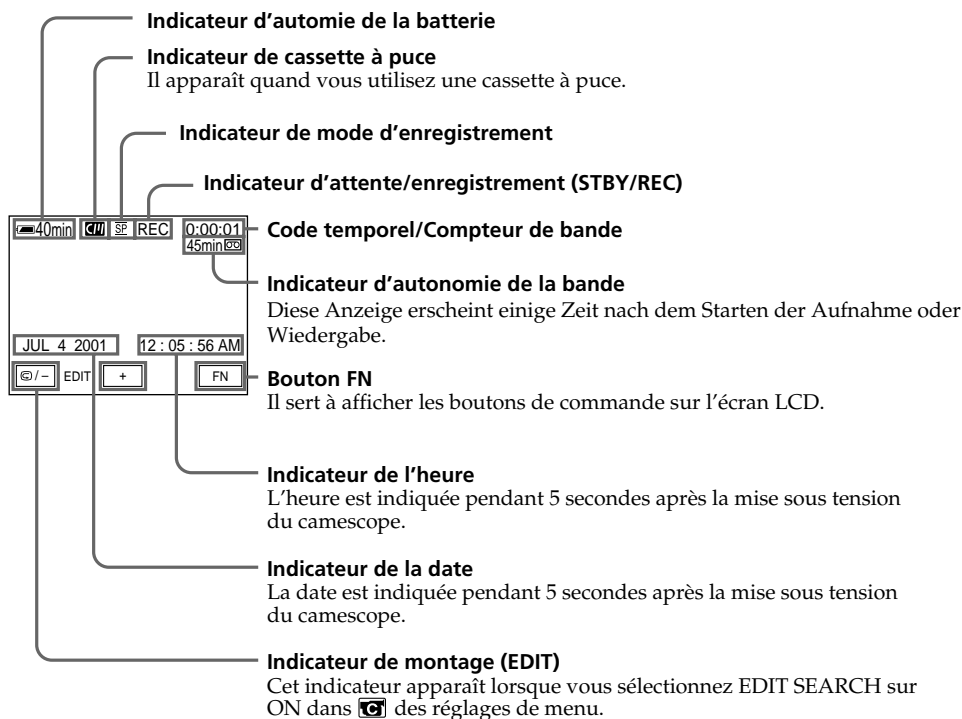 Indicateur d’automie de la batterie
Indicateur de cassette à puce
Il apparaît quand vous utilisez une cassette à puce.
Indicateur de mode d’enregistrement
Indicateur d’attente/enregistrement (STBY/REC)
40min SP REC 0:00:01
45min
Code temporel/Compteur de bande
Indicateur d’autonomie de la bande
Diese Anzeige erscheint einige Zeit nach dem Starten der Aufnahme oder
Wiedergabe.
JUL 4 2001 12 : 05 : 56 AM
/ – EDIT + FN
Bouton FN
Il sert à afficher les boutons de commande sur l’écran LCD.
Indicateur de l’heure
L’heure est indiquée pendant 5 secondes après la mise sous tension
du camescope.
Indicateur de la date
La date est indiquée pendant 5 secondes après la mise sous tension
du camescope.
Indicateur de montage (EDIT)
Cet indicateur apparaît lorsque vous sélectionnez EDIT SEARCH sur
ON dans des réglages de menu.